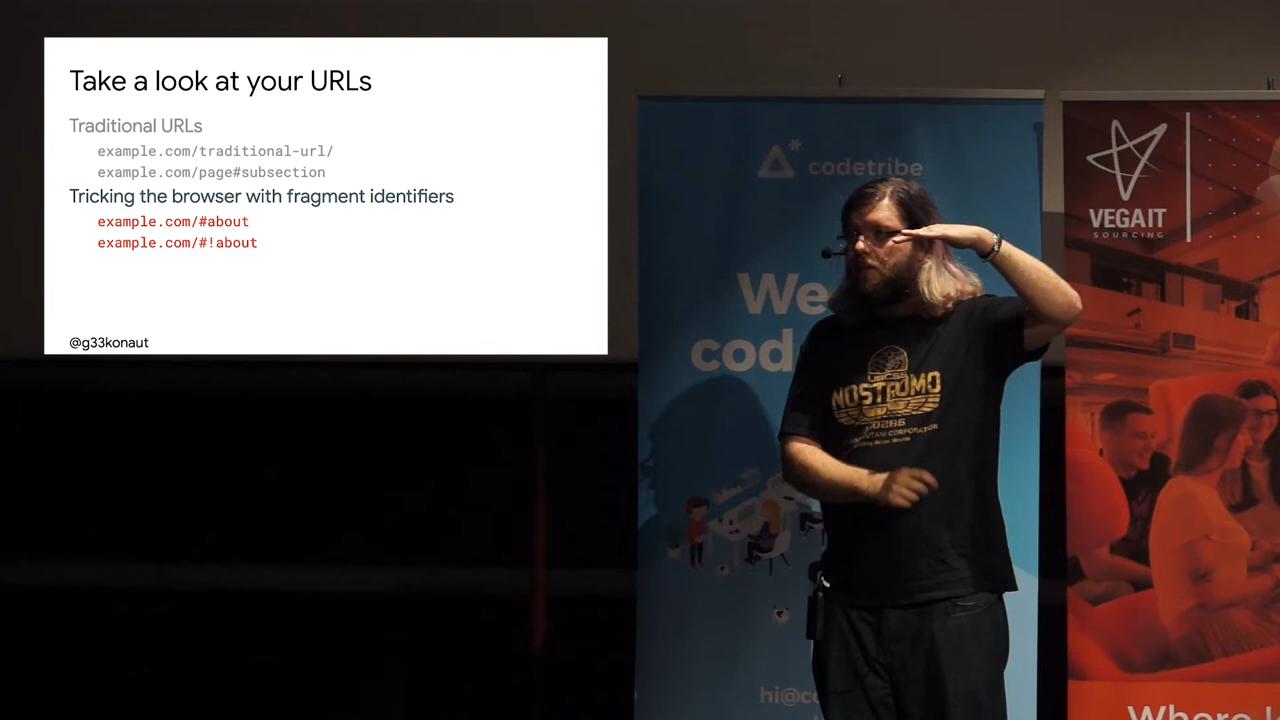 Take a look at your URLs
Traditional URLs
example.com/traditional-url/
example.com/page#subsection
Tricking the browser with fragment identifiers
example.com/#about
example.com/#!about
@g33konaut
codetribe
We
cod
hi@co
VEGAIT
SOURCING
NOSTROMO